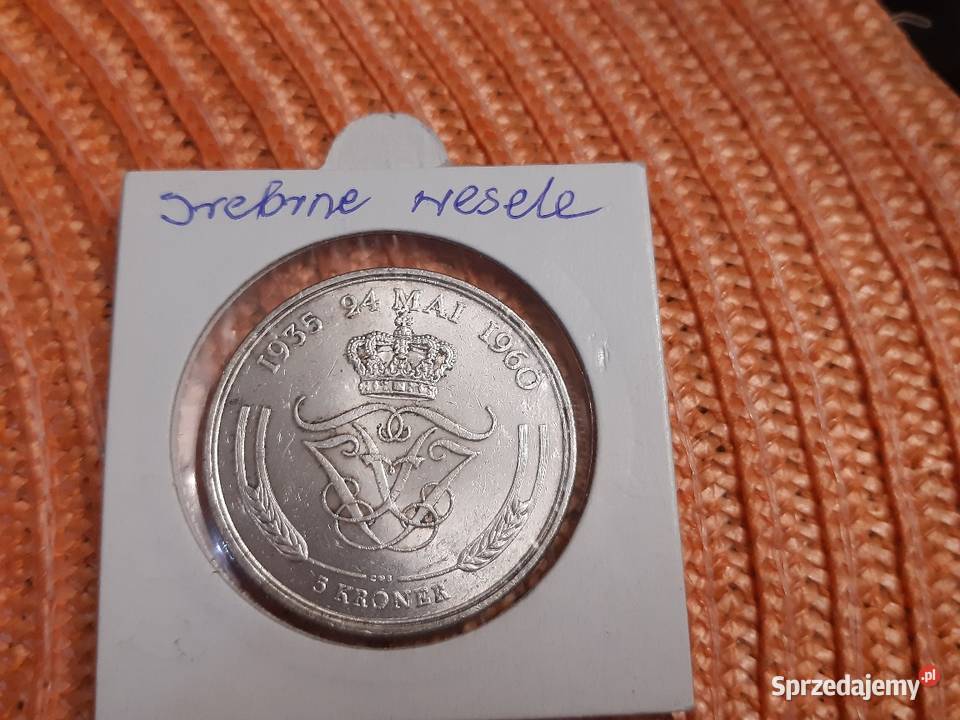 Srebrne wesele
1935 24 MAI 1960
5 KRONER
Sprzedajemy.pl